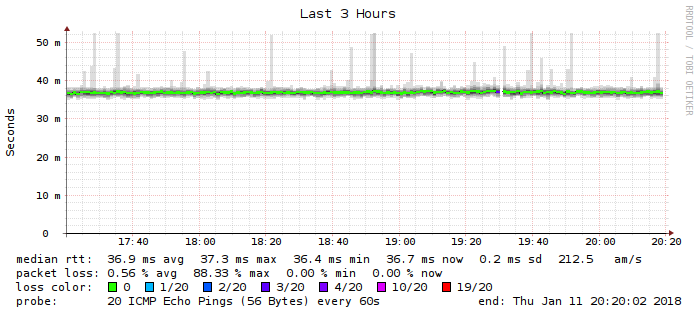 Last 3 Hours
RRDTOOL / TOBI OETIKER
Seconds
50 m
40 m
30 m
20 m
10 m
0
17:40 18:00 18:20 18:40 19:00 19:20 19:40 20:00 20:20
median rtt: 36.9 ms avg 37.3 ms max 36.4 ms min 36.7 ms now 0.2 ms sd 212.5 am/s
packet loss: 0.56 % avg 88.33 % max 0.00 % min 0.00 % now
loss color: 0 1/20 2/20 3/20 4/20 10/20 19/20
probe: 20 ICMP Echo Pings (56 Bytes) every 60s end: Thu Jan 11 20:20:02 2018